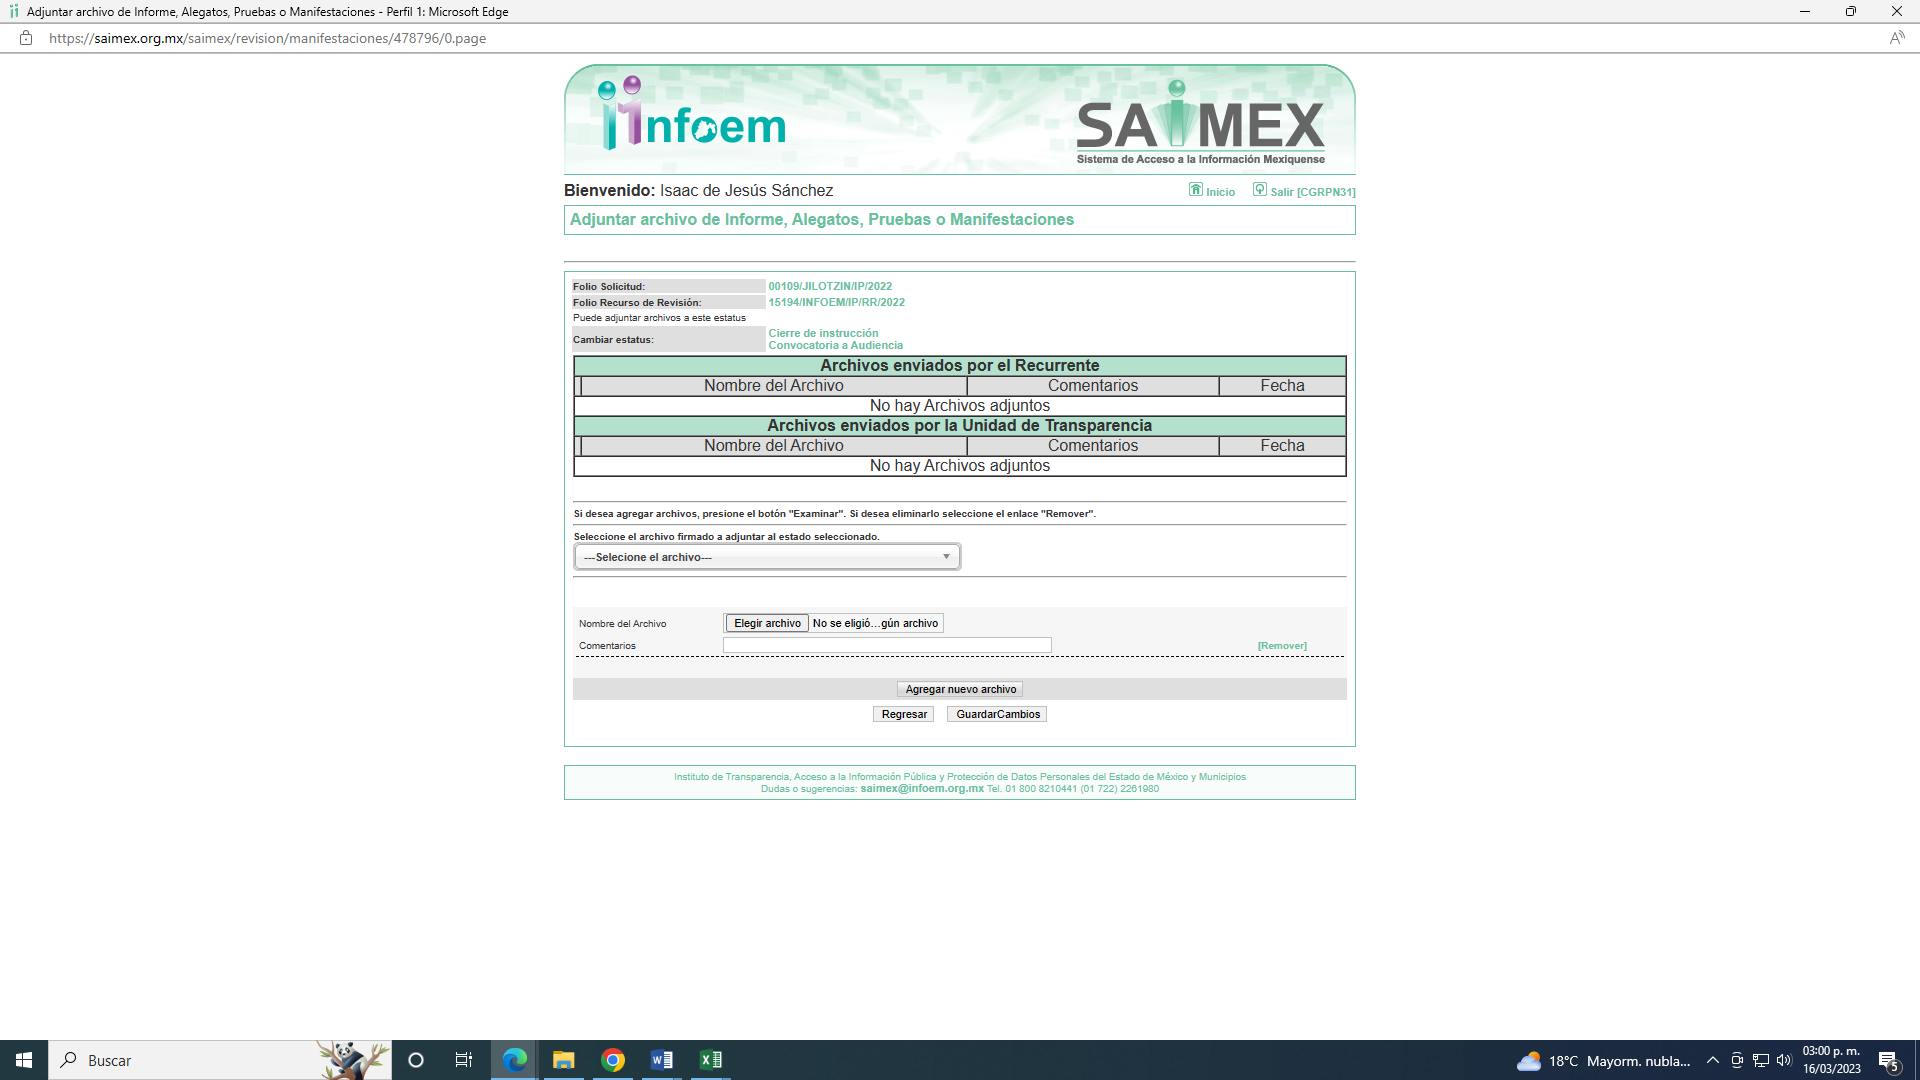 Adjuntar archivo de Informe, Alegatos, Pruebas o Manifestaciones - Perfil 1: Microsoft Edge
https://saimex.org.mx/saimex/revision/manifestaciones/478796/0.page
infoem
SAIMEX
Sistema de Acceso a la Información Mexiquense
Bienvenido: Isaac de Jesús Sánchez
Inicio Salir [CGRPN31]
Adjuntar archivo de Informe, Alegatos, Pruebas o Manifestaciones
Folio Solicitud: 00109/JILOTZIN/IP/2022
Folio Recurso de Revisión: 15194/INFOEM/IP/RR/2022
Puede adjuntar archivos a este estatus
Cambiar estatus: Cierre de instrucción
Convocatoria a Audiencia
Archivos enviados por el Recurrente
Nombre del Archivo Comentarios Fecha
No hay Archivos adjuntos
Archivos enviados por la Unidad de Transparencia
Nombre del Archivo Comentarios Fecha
No hay Archivos adjuntos
Si desea agregar archivos, presione el botón "Examinar". Si desea eliminarlo seleccione el enlace "Remover".
Seleccione el archivo firmado a adjuntar al estado seleccionado.
---Selecione el archivo---
Nombre del Archivo Elegir archivo No se eligió...gún archivo
Comentarios [Remover]
Agregar nuevo archivo
Regresar GuardarCambios
Instituto de Transparencia, Acceso a la Información Pública y Protección de Datos Personales del Estado de México y Municipios
Dudas o sugerencias: saimex@infoem.org.mx Tel. 01 800 8210441 (01 722) 2261980
Buscar
18°C Mayorm. nubla...
03:00 p. m.
16/03/2023
5